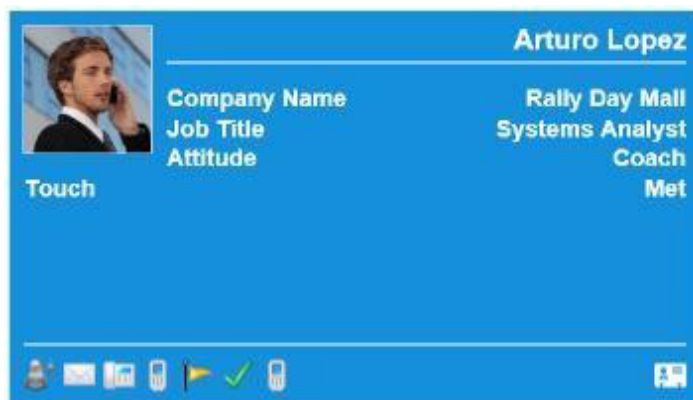 Arturo Lopez
Company Name Rally Day Mall
Job Title Systems Analyst
Attitude Coach
Touch Met